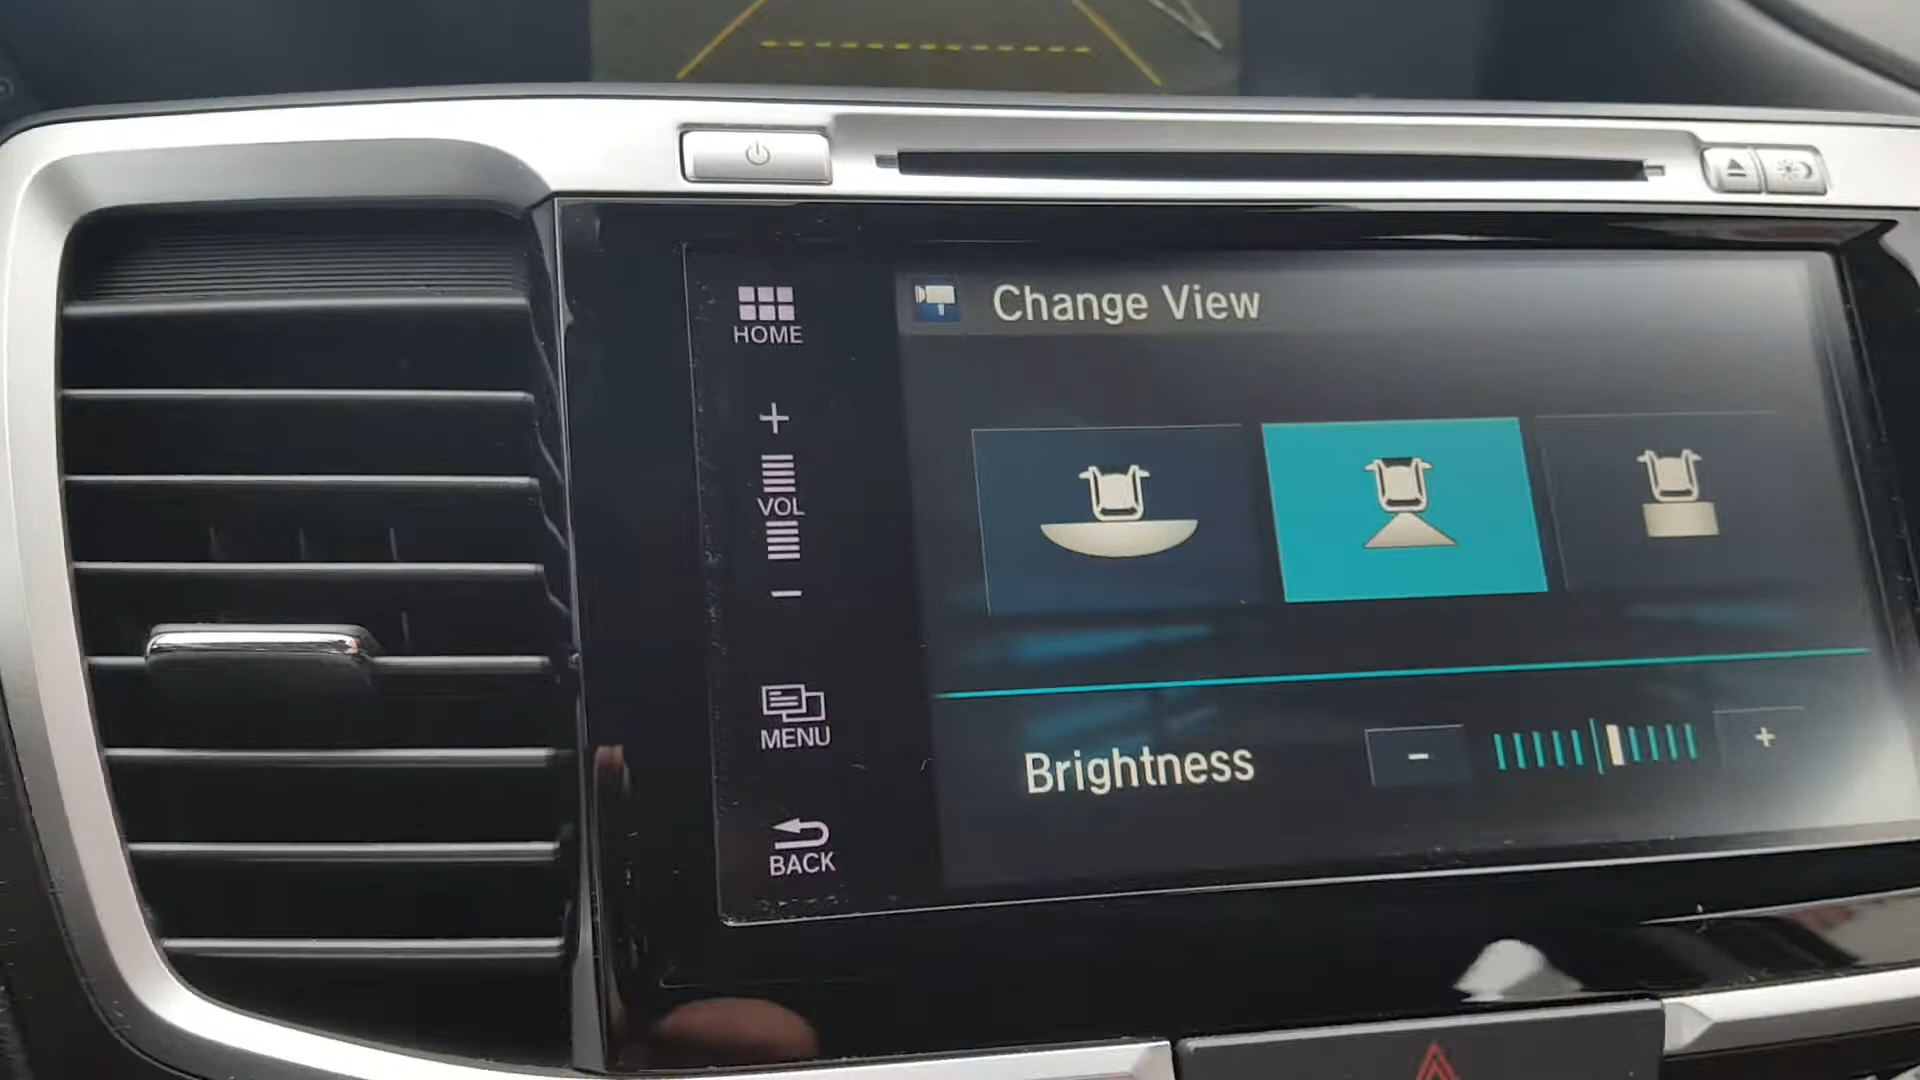 Change View
HOME
+
VOL
-
MENU
Brightness
-
+
BACK